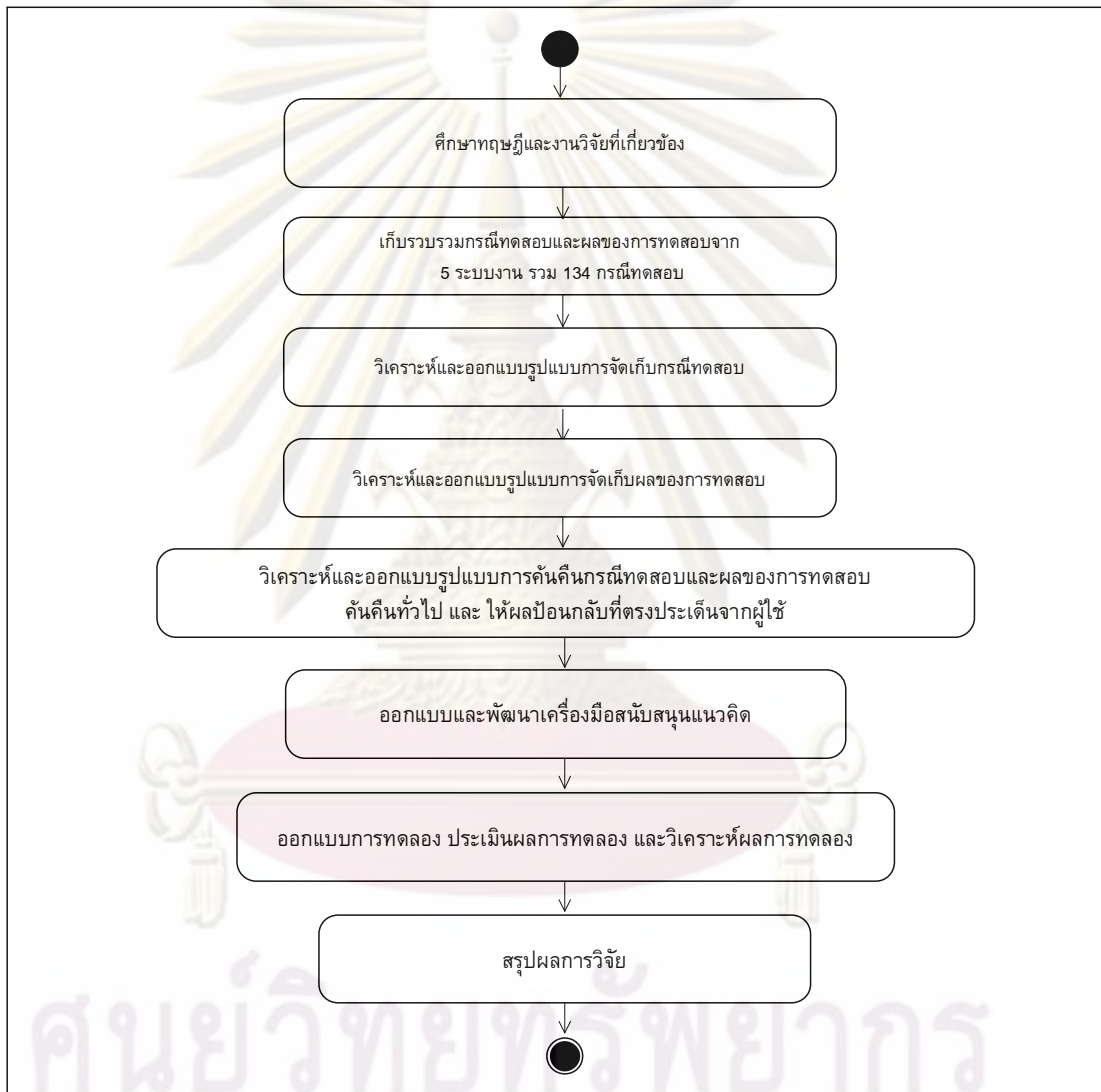 ศึกษาทฤษฎีและงานวิจัยที่เกี่ยวข้อง
เก็บรวบรวมกรณีทดสอบและผลของการทดสอบจาก
5 ระบบงาน รวม 134 กรณีทดสอบ
วิเคราะห์และออกแบบรูปแบบการจัดเก็บกรณีทดสอบ
วิเคราะห์และออกแบบรูปแบบการจัดเก็บผลของการทดสอบ
วิเคราะห์และออกแบบรูปแบบการค้นคืนกรณีทดสอบและผลของการทดสอบ
ค้นคืนทั่วไป และ ให้ผลป้อนกลับที่ตรงประเด็นจากผู้ใช้
ออกแบบและพัฒนาเครื่องมือสนับสนุนแนวคิด
ออกแบบการทดลอง ประเมินผลการทดลอง และวิเคราะห์ผลการทดลอง
สรุปผลการวิจัย
ศูนย์วิทยทรัพยากร